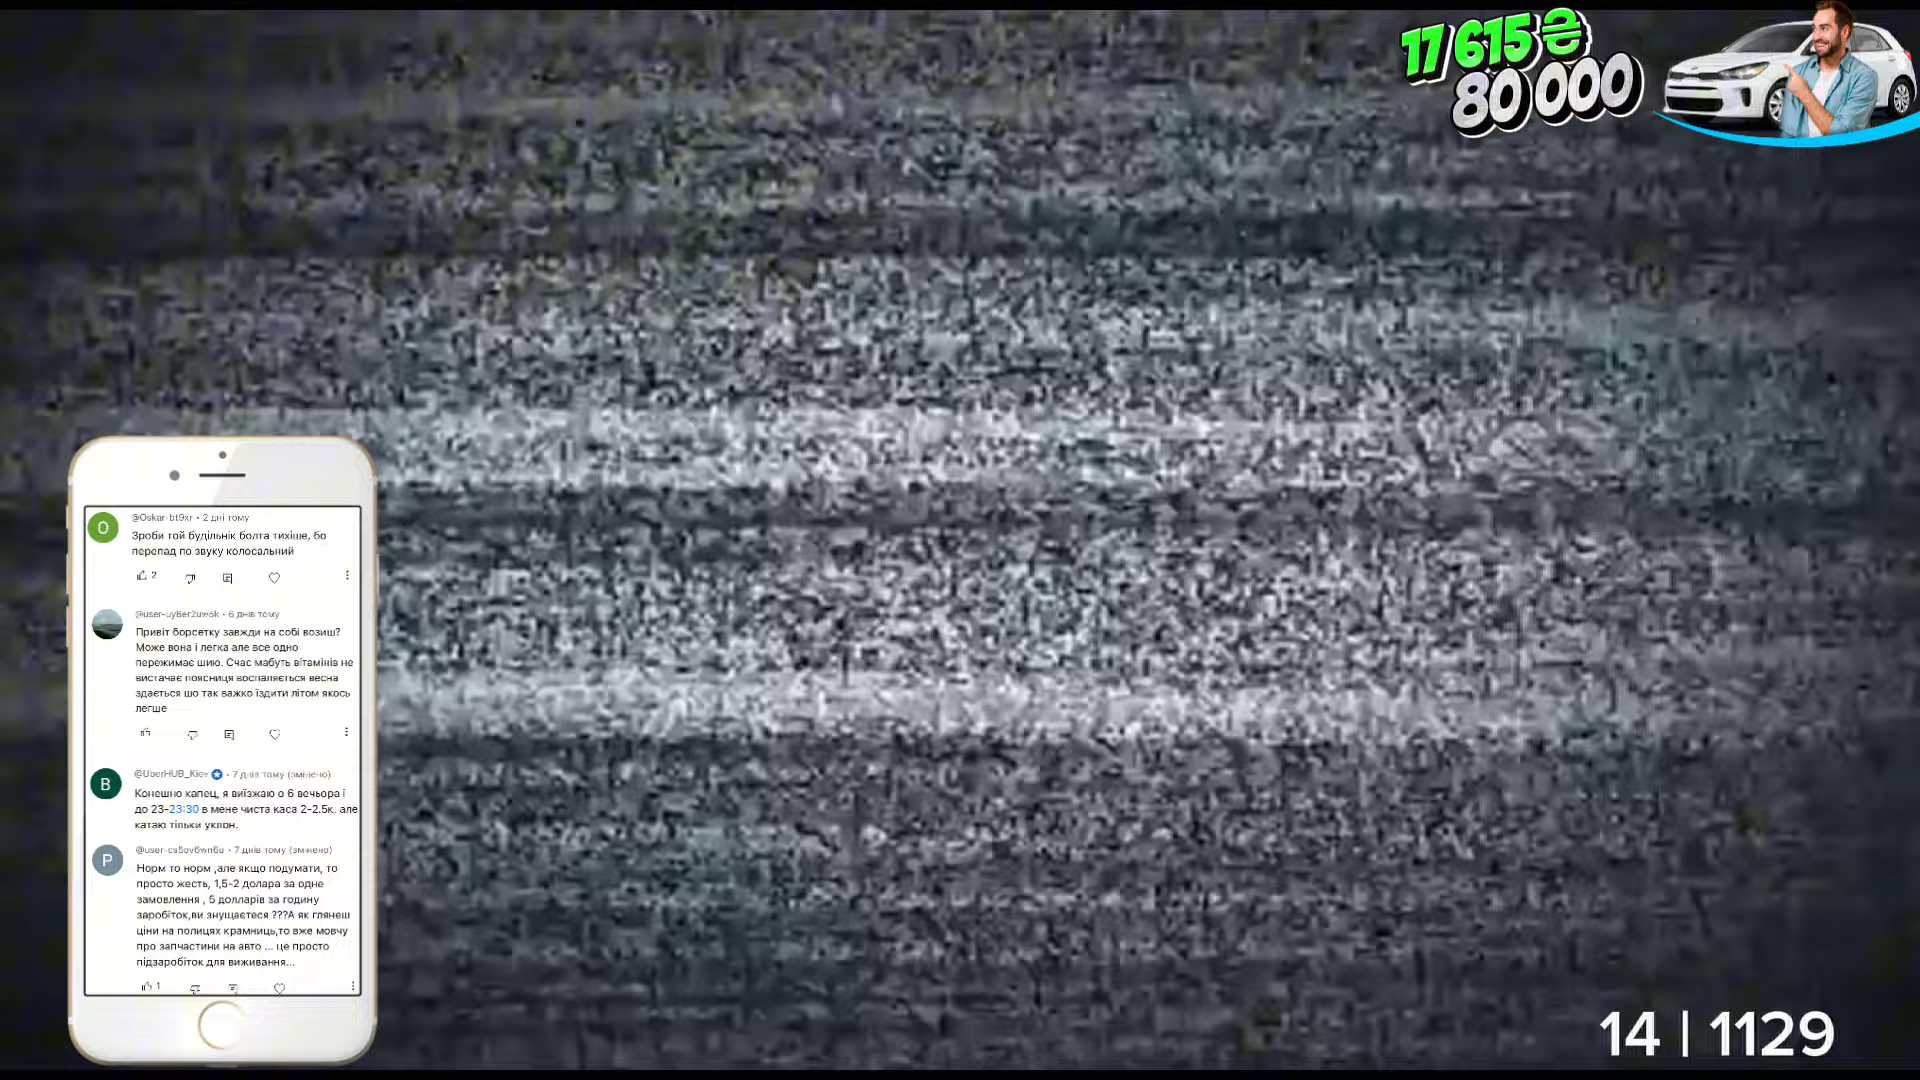 17 615 ₴
80 000
O
@Oskar-bt9xr • 2 дні тому
Зроби той будільнік болта тихіше, бо
перепад по звуку колосальний
2
@user-uy6er2uw5k • 6 днів тому
Привіт борсетку завжди на собі возиш?
Може вона і легка але все одно
пережимає шию. Счас мабуть вітамінів не
вистачає поясниця воспаляється весна
здається шо так важко їздити літом якось
легше
B
@UberHUB_Kiev • 7 днів тому (змінено)
Конешно капец, я виїзжаю о 6 вечьора і
до 23-23:30 в мене чиста каса 2-2.5к. але
катаю тільки уклон.
P
• 7 днів тому (змінено)
Норм то норм ,але якщо подумати, то
просто жесть, 1,5-2 долара за одне
замовлення , 5 долларів за годину
заробіток,ви знущаєтеся ???А як глянеш
ціни на полицях крамниць,то вже мовчу
про запчастини на авто ... це просто
підзаробіток для виживання...
1
14 | 1129